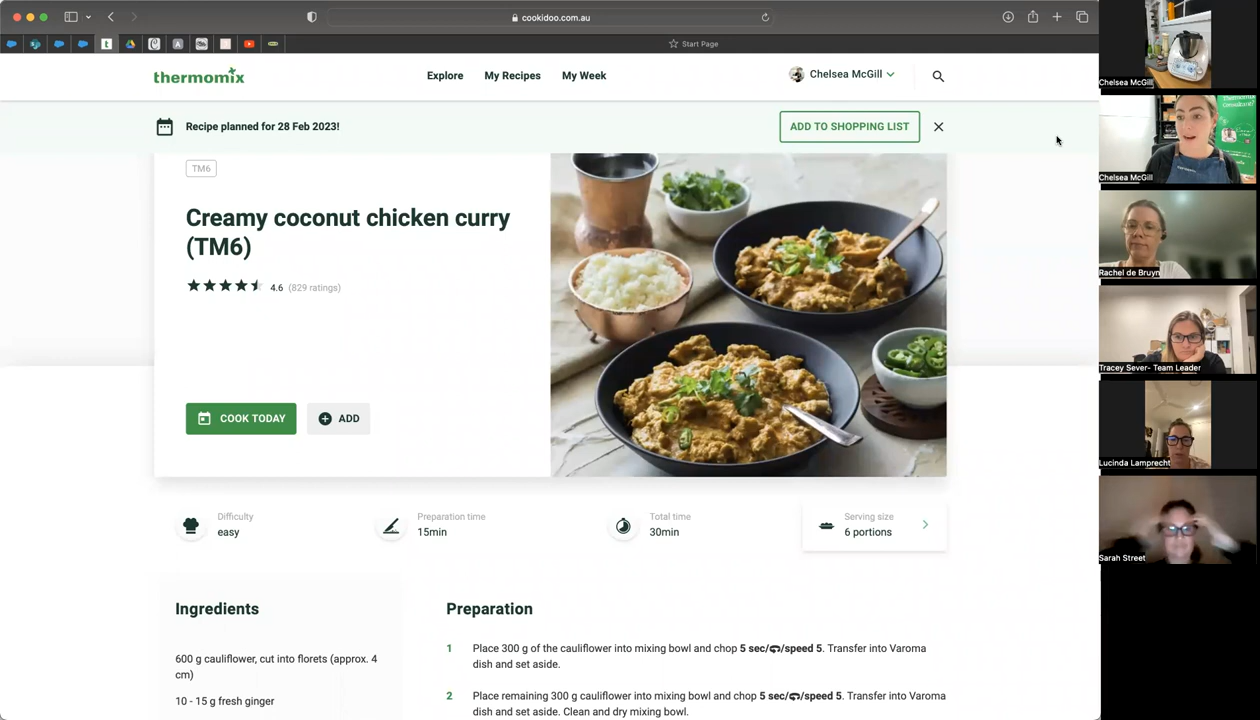 cookidoo.com.au
Start Page
thermomix
Explore
My Recipes
My Week
Chelsea McGill
Recipe planned for 28 Feb 2023!
ADD TO SHOPPING LIST
TM6
Creamy coconut chicken curry
(TM6)
4.6 (829 ratings)
COOK TODAY
ADD
Difficulty
easy
Preparation time
15min
Total time
30min
Serving size
6 portions
Ingredients
600 g cauliflower, cut into florets (approx. 4
cm)
10 - 15 g fresh ginger
Preparation
1 Place 300 g of the cauliflower into mixing bowl and chop 5 sec//speed 5. Transfer into Varoma
dish and set aside.
2 Place remaining 300 g cauliflower into mixing bowl and chop 5 sec//speed 5. Transfer into Varoma
dish and set aside. Clean and dry mixing bowl.
Chelsea McGill
Chelsea McGill
Rachel de Bruyn
Tracey Sever- Team Leader
Lucinda Lamprecht
Sarah Street